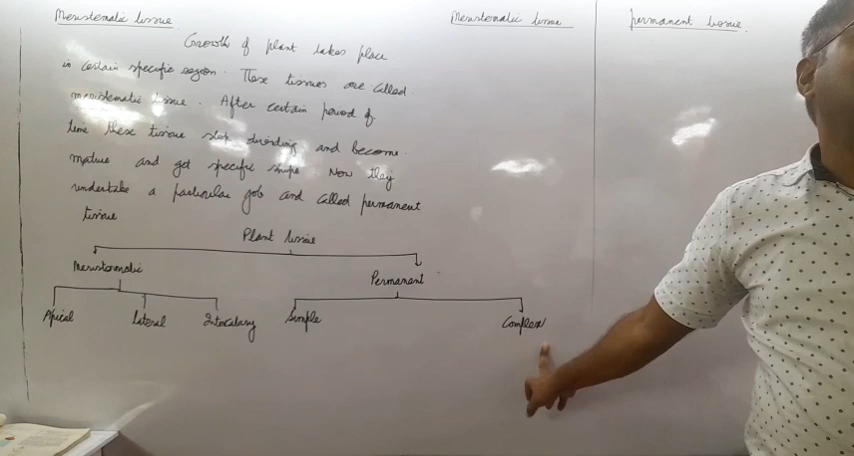 Meristematic tissue
Growth of plant takes place
in certain specific region. These tissues are called
meristematic tissue. After certain period of
time these tissue stop dividing and become
mature and get specific shape Now they
undertake a particular job and called permanent
tissue
Plant tissue
Meristematic Permanant
Apical Lateral Intercalary Simple Complex
Meristematic tissue
permanent tissue.